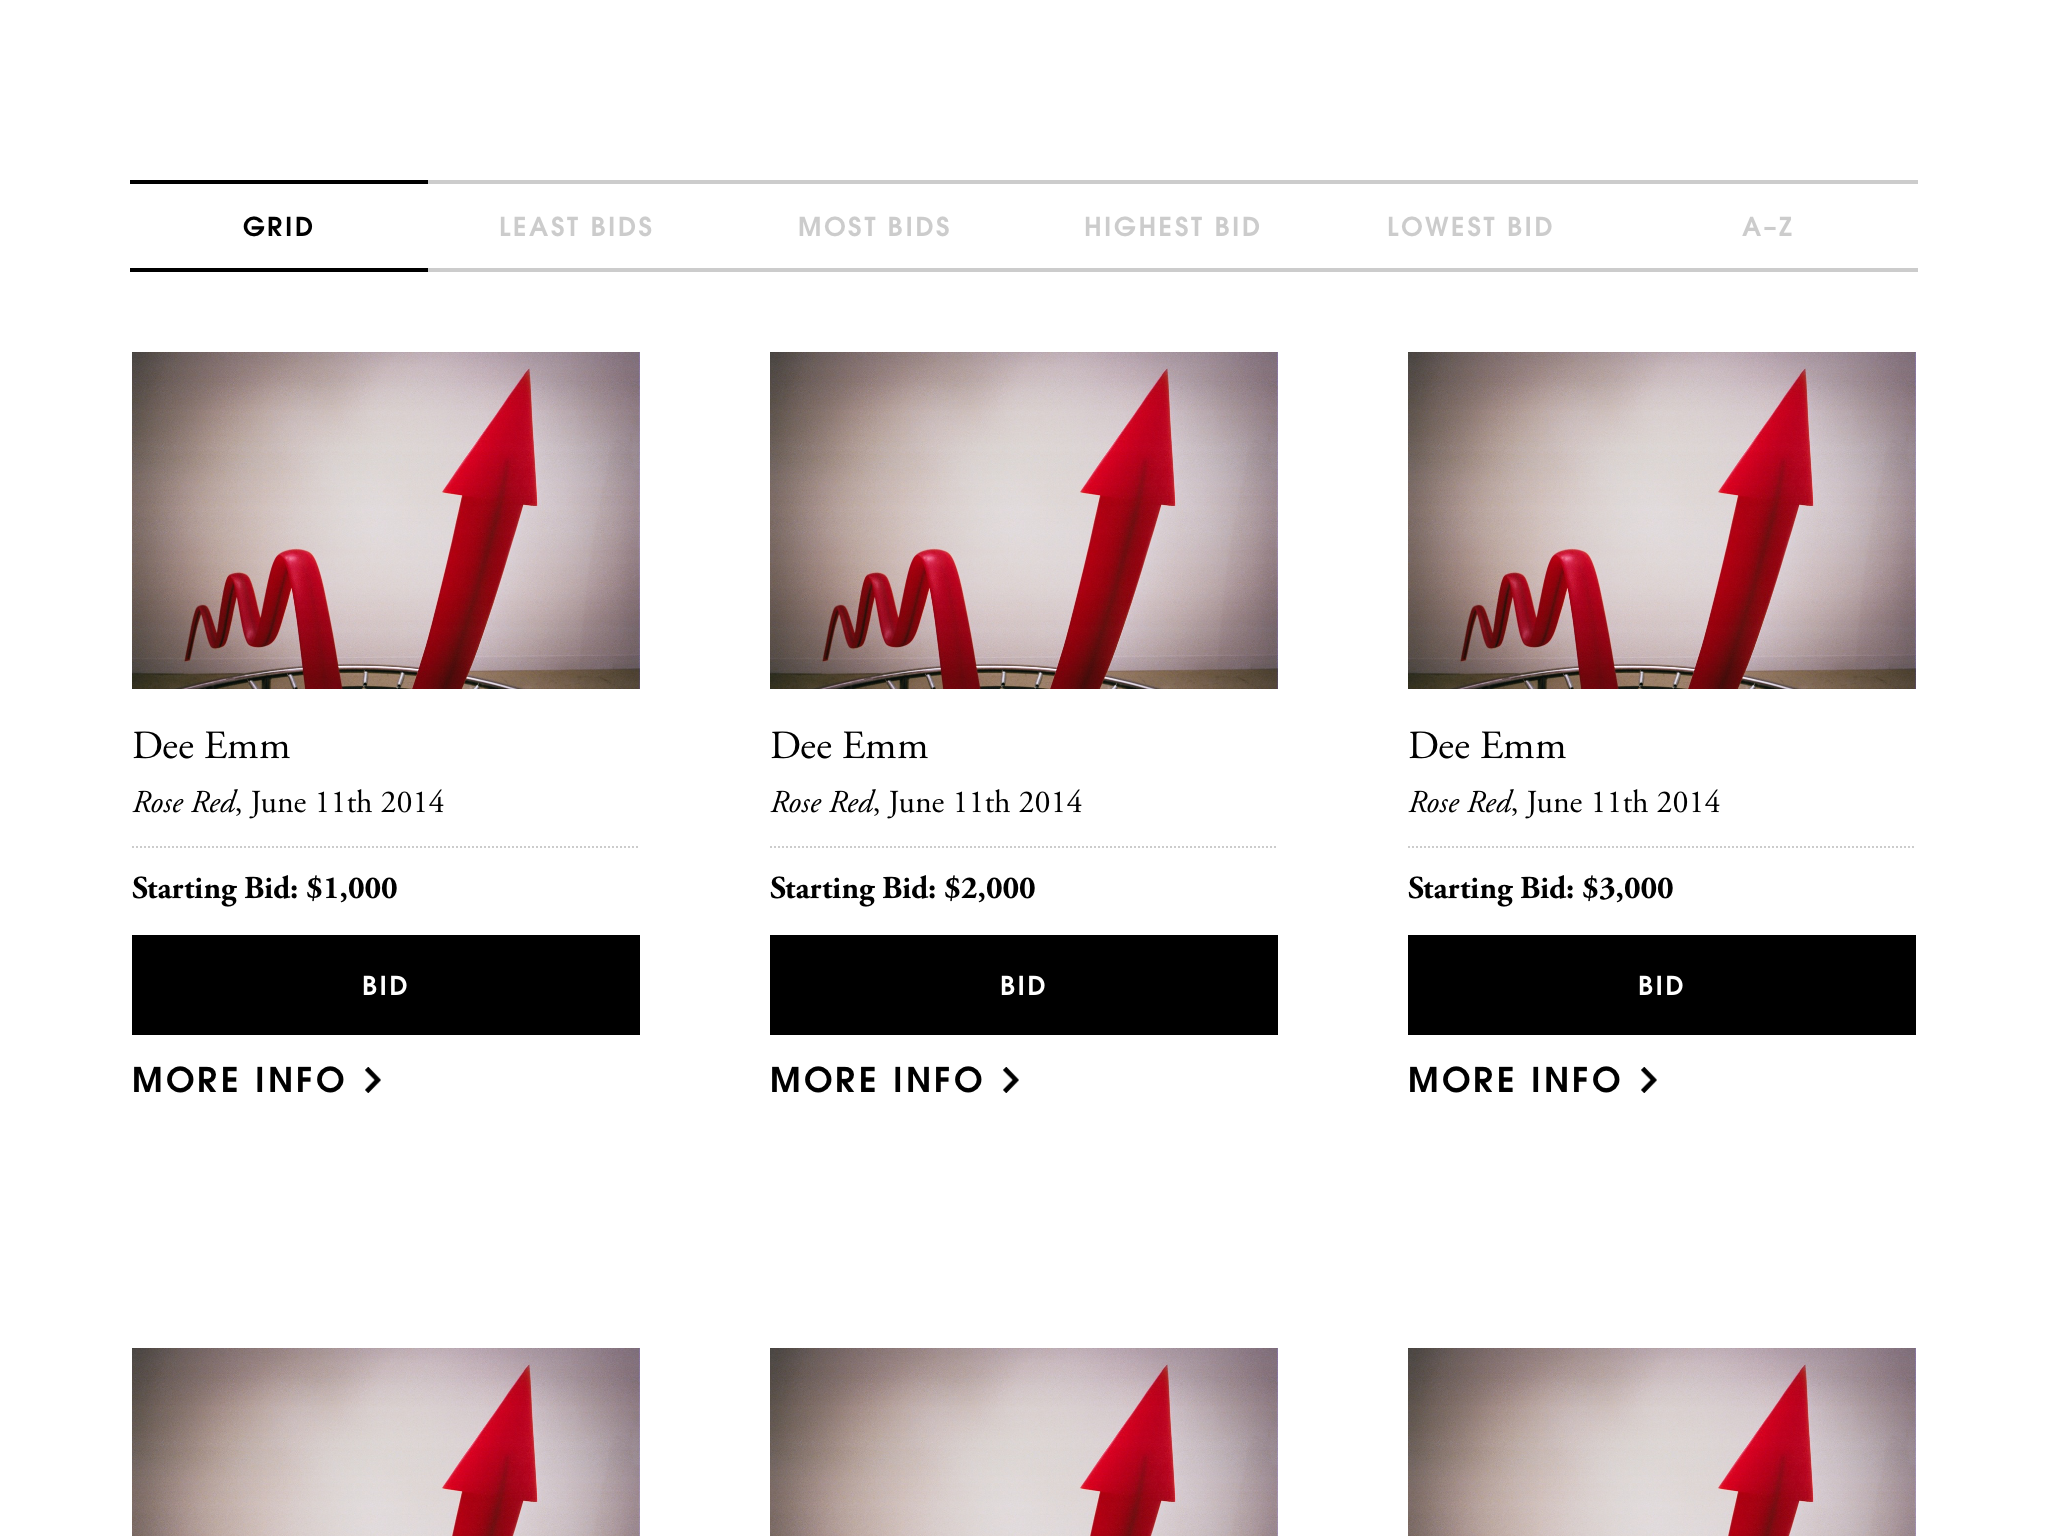 GRID LEAST BIDS MOST BIDS HIGHEST BID LOWEST BID A–Z
Dee Emm
Rose Red, June 11th 2014
Starting Bid: $1,000
BID
MORE INFO >
Dee Emm
Rose Red, June 11th 2014
Starting Bid: $2,000
BID
MORE INFO >
Dee Emm
Rose Red, June 11th 2014
Starting Bid: $3,000
BID
MORE INFO >